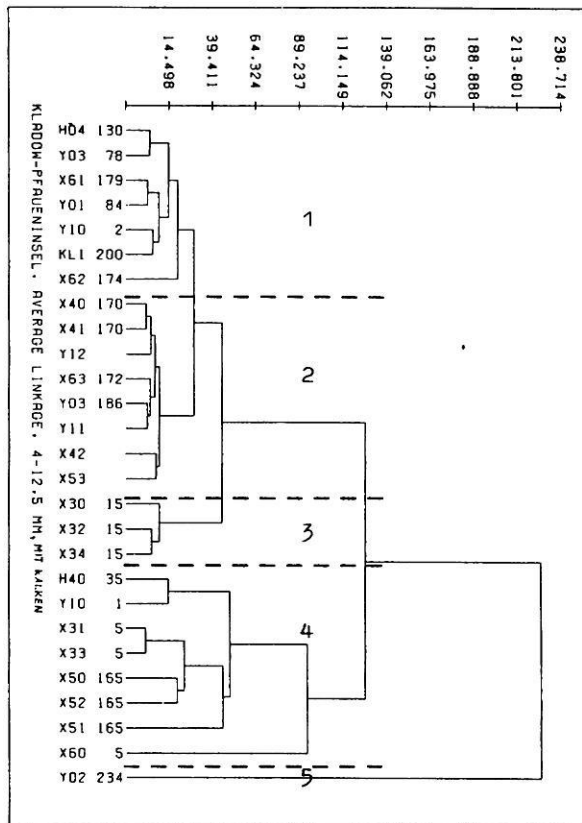 14.498
39.411
64.324
89.237
114.149
139.062
163.975
188.888
213.801
238.714
H04 130
Y03 78
X61 179
Y01 84
Y10 2
KL1 200
X62 174
1
X40 170
X41 170
Y12
X63 172
Y03 186
Y11
X42
X53
2
X30 15
X32 15
X34 15
3
H40 35
Y10 1
X31 5
X33 5
X50 165
X52 165
X51 165
X60 5
4
Y02 234
5
KLADOW-PFAUENINSEL. AVERAGE LINKAGE. 4-12.5 MM, MIT KALKEN